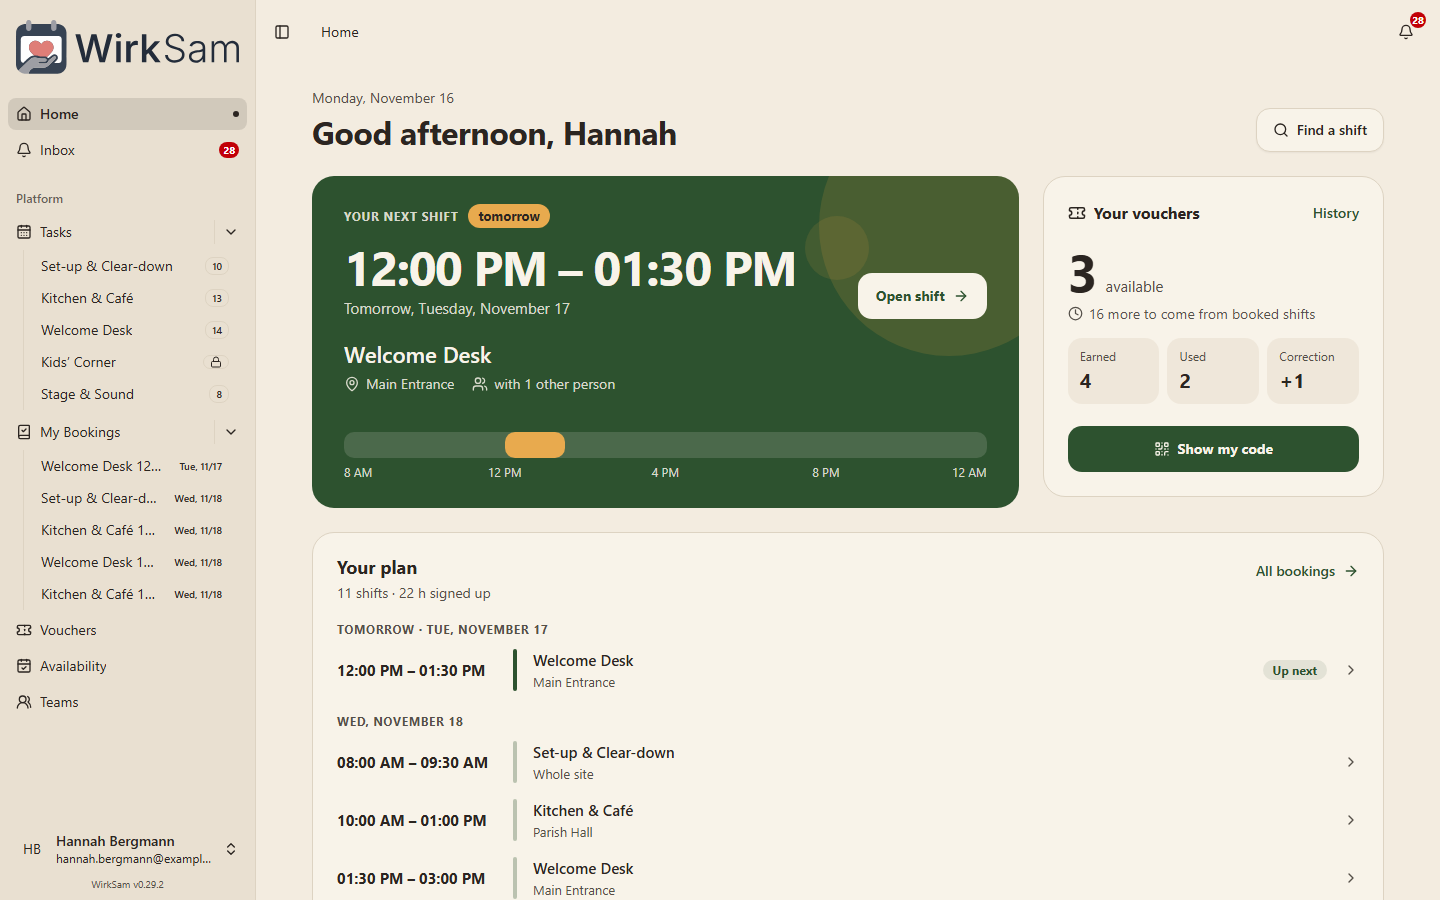 WirkSam
Home
Inbox
28
Platform
Tasks
Set-up & Clear-down
10
Kitchen & Café
13
Welcome Desk
14
Kids' Corner
Stage & Sound
8
My Bookings
Welcome Desk 12...
Tue, 11/17
Set-up & Clear-d...
Wed, 11/18
Kitchen & Café 1...
Wed, 11/18
Welcome Desk 1...
Wed, 11/18
Kitchen & Café 1...
Wed, 11/18
Vouchers
Availability
Teams
HB
Hannah Bergmann
hannah.bergmann@exampl...
WirkSam v0.29.2
Home
28
Monday, November 16
Good afternoon, Hannah
Find a shift
YOUR NEXT SHIFT
tomorrow
12:00 PM – 01:30 PM
Tomorrow, Tuesday, November 17
Open shift
Welcome Desk
Main Entrance
with 1 other person
8 AM
12 PM
4 PM
8 PM
12 AM
Your vouchers
History
3 available
16 more to come from booked shifts
Earned
4
Used
2
Correction
+1
Show my code
Your plan
11 shifts · 22 h signed up
All bookings
TOMORROW · TUE, NOVEMBER 17
12:00 PM – 01:30 PM
Welcome Desk
Main Entrance
Up next
WED, NOVEMBER 18
08:00 AM – 09:30 AM
Set-up & Clear-down
Whole site
10:00 AM – 01:00 PM
Kitchen & Café
Parish Hall
01:30 PM – 03:00 PM
Welcome Desk
Main Entrance